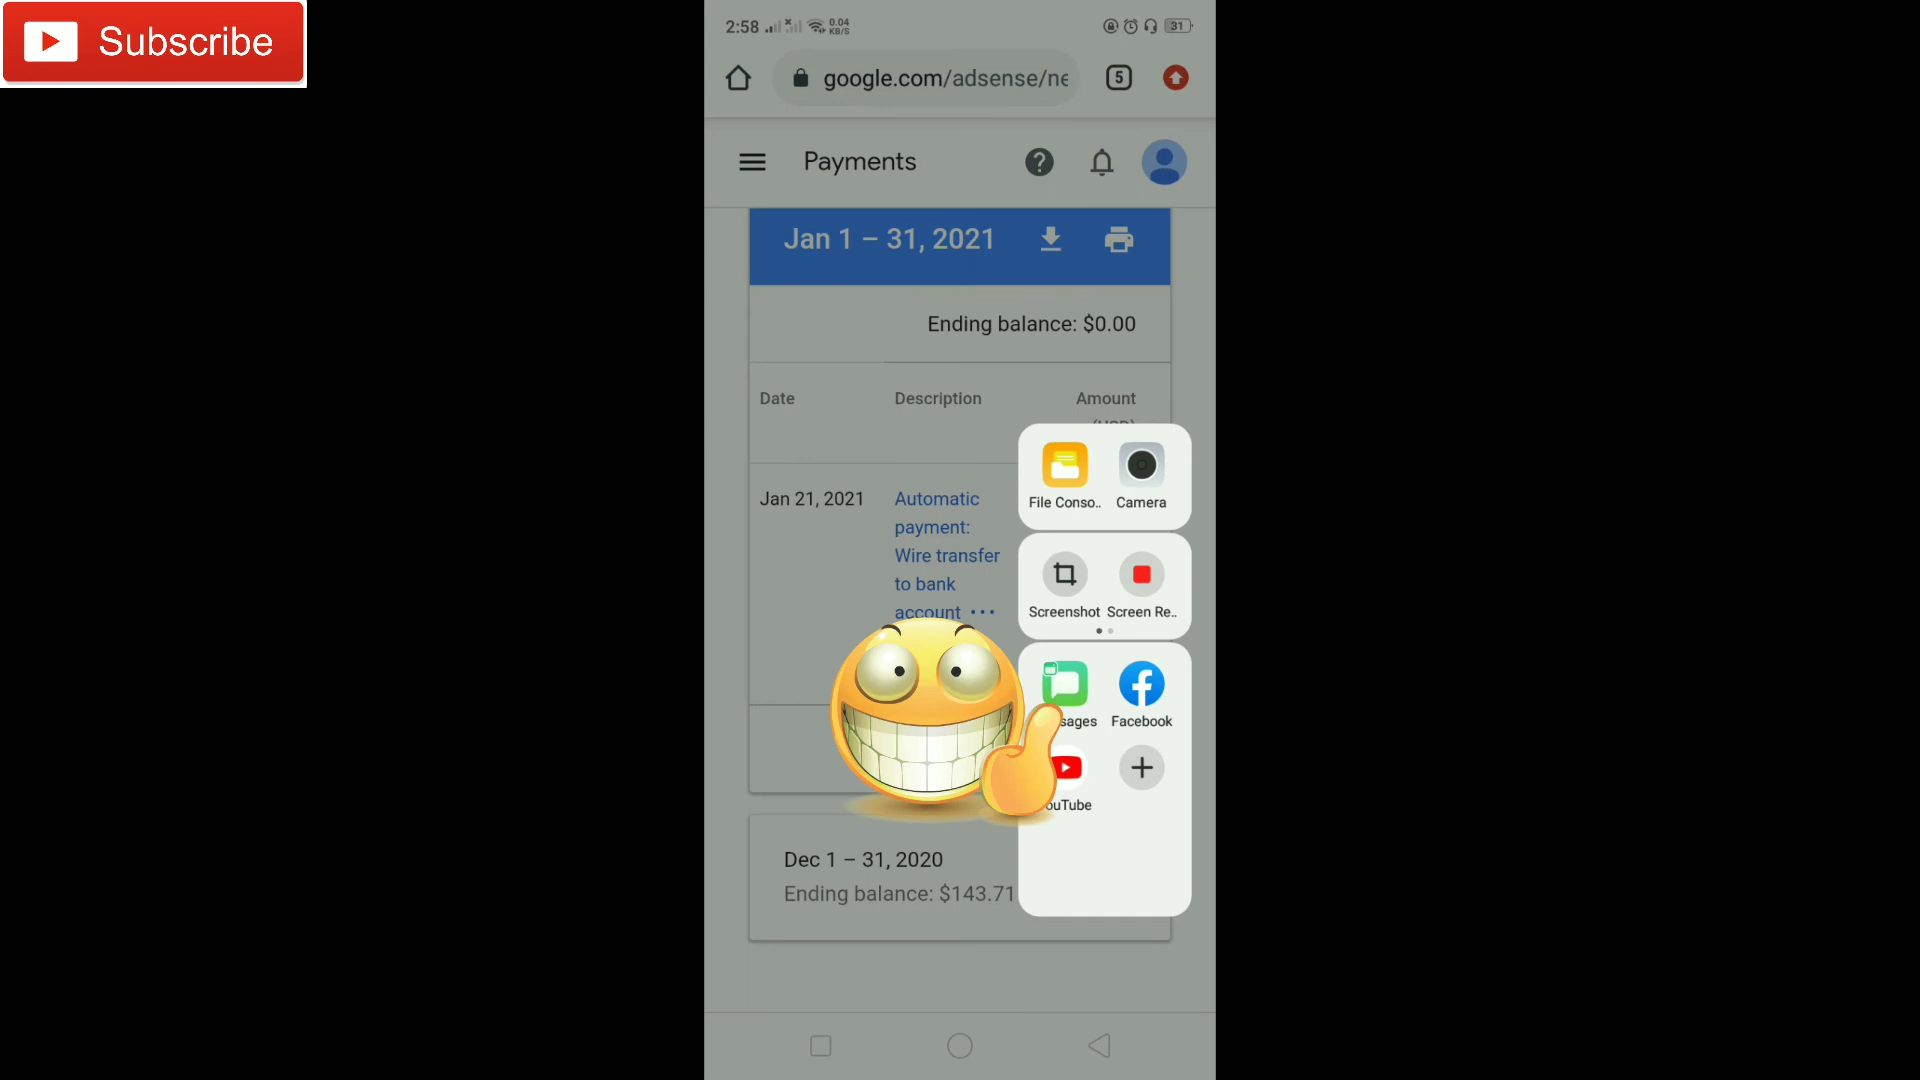 Subscribe
2:58
0.04
KB/S
31
google.com/adsense/ne
5
Payments
Jan 1 – 31, 2021
Ending balance: $0.00
Date Description Amount
Jan 21, 2021 Automatic
payment:
Wire transfer
to bank
account ···
File Conso.. Camera
Screenshot Screen Re..
sages Facebook
ouTube
Dec 1 – 31, 2020
Ending balance: $143.71